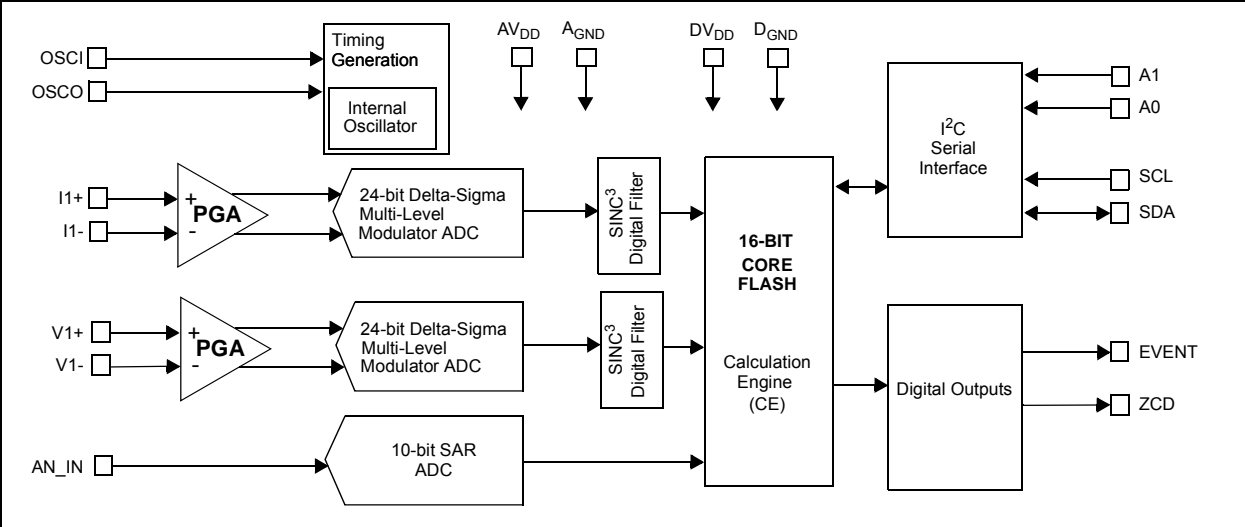 OSCI
OSCO
Timing
Generation
Internal
Oscillator
AVDD
AGND
DVDD
DGND
A1
A0
SCL
SDA
I²C
Serial
Interface
I1+
I1-
+
PGA
-
24-bit Delta-Sigma
Multi-Level
Modulator ADC
SINC³
Digital Filter
16-BIT
CORE
FLASH
Calculation
Engine
(CE)
V1+
V1-
+
PGA
-
24-bit Delta-Sigma
Multi-Level
Modulator ADC
SINC³
Digital Filter
Digital Outputs
EVENT
ZCD
AN_IN
10-bit SAR
ADC